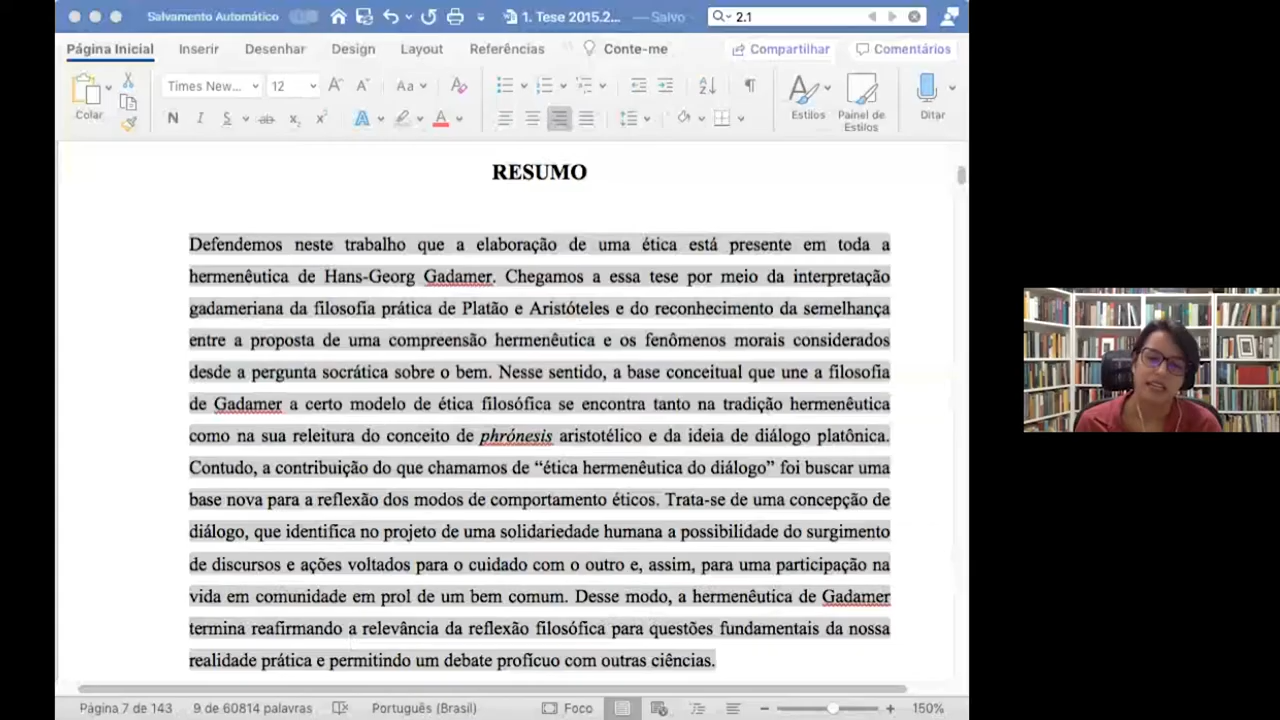 Salvamento Automático
1. Tese 2015.2... — Salvo
2.1
Página Inicial
Inserir
Desenhar
Design
Layout
Referências
Conte-me
Compartilhar
Comentários
Colar
Times New...
12
Aa
N I S ab x₂ x²
A
A
Estilos
Painel de
Estilos
Ditar
RESUMO
Defendemos neste trabalho que a elaboração de uma ética está presente em toda a
hermenêutica de Hans-Georg Gadamer. Chegamos a essa tese por meio da interpretação
gadameriana da filosofia prática de Platão e Aristóteles e do reconhecimento da semelhança
entre a proposta de uma compreensão hermenêutica e os fenômenos morais considerados
desde a pergunta socrática sobre o bem. Nesse sentido, a base conceitual que une a filosofia
de Gadamer a certo modelo de ética filosófica se encontra tanto na tradição hermenêutica
como na sua releitura do conceito de phrónesis aristotélico e da ideia de diálogo platônica.
Contudo, a contribuição do que chamamos de “ética hermenêutica do diálogo” foi buscar uma
base nova para a reflexão dos modos de comportamento éticos. Trata-se de uma concepção de
diálogo, que identifica no projeto de uma solidariedade humana a possibilidade do surgimento
de discursos e ações voltados para o cuidado com o outro e, assim, para uma participação na
vida em comunidade em prol de um bem comum. Desse modo, a hermenêutica de Gadamer
termina reafirmando a relevância da reflexão filosófica para questões fundamentais da nossa
realidade prática e permitindo um debate profícuo com outras ciências.
Página 7 de 143
9 de 60814 palavras
Português (Brasil)
Foco
150%